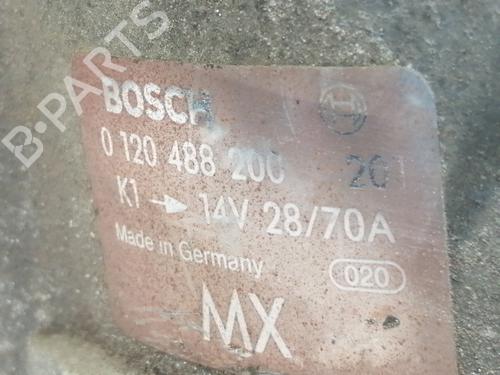 B-PARTS
BOSCH
0 120 488 200 20
K1 → 14V 28/70A
Made in Germany
020
MX